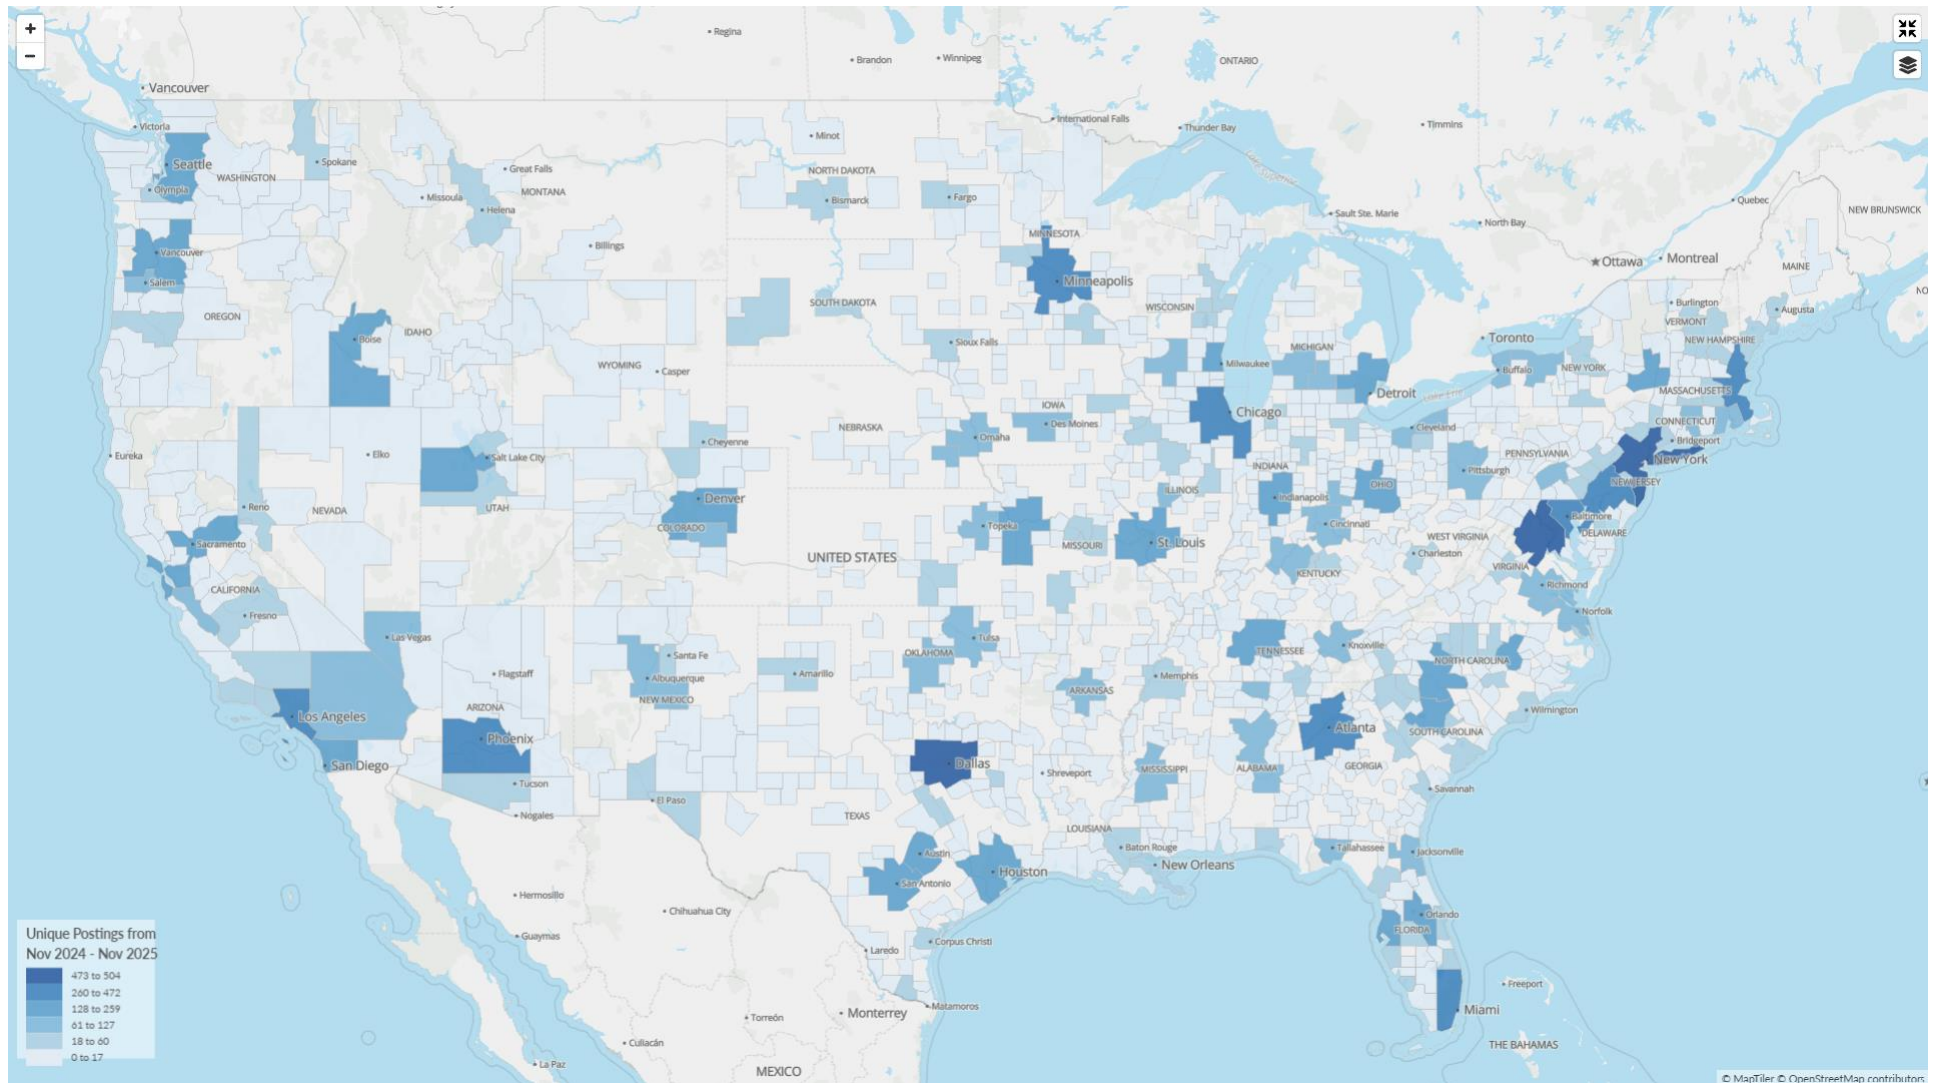 +
−
Regina
Brandon
Winnipeg
ONTARIO
Vancouver
International Falls
Thunder Bay
Timmins
Victoria
Minot
Seattle
Spokane
Great Falls
WASHINGTON
NORTH DAKOTA
Olympia
Missoula
MONTANA
Bismarck
Fargo
Lake Superior
Helena
Sault Ste. Marie
North Bay
Quebec
NEW BRUNSWICK
MINNESOTA
Billings
Vancouver
Ottawa
Montreal
Salem
Minneapolis
MAINE
NO
SOUTH DAKOTA
WISCONSIN
Burlington
Augusta
OREGON
IDAHO
VERMONT
Boise
Sioux Falls
Toronto
NEW HAMPSHIRE
MICHIGAN
WYOMING
Casper
Milwaukee
Buffalo
NEW YORK
Detroit
MASSACHUSETTS
IOWA
Chicago
Des Moines
NEBRASKA
Cleveland
CONNECTICUT
Cheyenne
Omaha
Bridgeport
Eureka
Elko
Salt Lake City
PENNSYLVANIA
New York
INDIANA
Pittsburgh
OHIO
NEW JERSEY
Denver
ILLINOIS
Indianapolis
Reno
NEVADA
UTAH
COLORADO
Topeka
Cincinnati
Baltimore
Sacramento
MISSOURI
St. Louis
WEST VIRGINIA
DELAWARE
UNITED STATES
Charleston
VIRGINIA
KENTUCKY
CALIFORNIA
Richmond
Fresno
Norfolk
Las Vegas
Tulsa
Santa Fe
OKLAHOMA
TENNESSEE
Knoxville
NORTH CAROLINA
Flagstaff
Albuquerque
Amarillo
Memphis
NEW MEXICO
ARKANSAS
ARIZONA
Wilmington
Los Angeles
Phoenix
Atlanta
SOUTH CAROLINA
San Diego
Dallas
Shreveport
MISSISSIPPI
ALABAMA
GEORGIA
Tucson
Savannah
El Paso
Nogales
TEXAS
LOUISIANA
Austin
Baton Rouge
Tallahassee
Jacksonville
New Orleans
Houston
San Antonio
Hermosillo
Chihuahua City
Orlando
FLORIDA
Guaymas
Corpus Christi
Laredo
Freeport
Matamoros
Miami
Monterrey
Torreón
Culiacán
THE BAHAMAS
La Paz
MEXICO
Unique Postings from
Nov 2024 - Nov 2025
473 to 504
260 to 472
128 to 259
61 to 127
18 to 60
0 to 17
© MapTiler © OpenStreetMap contributors